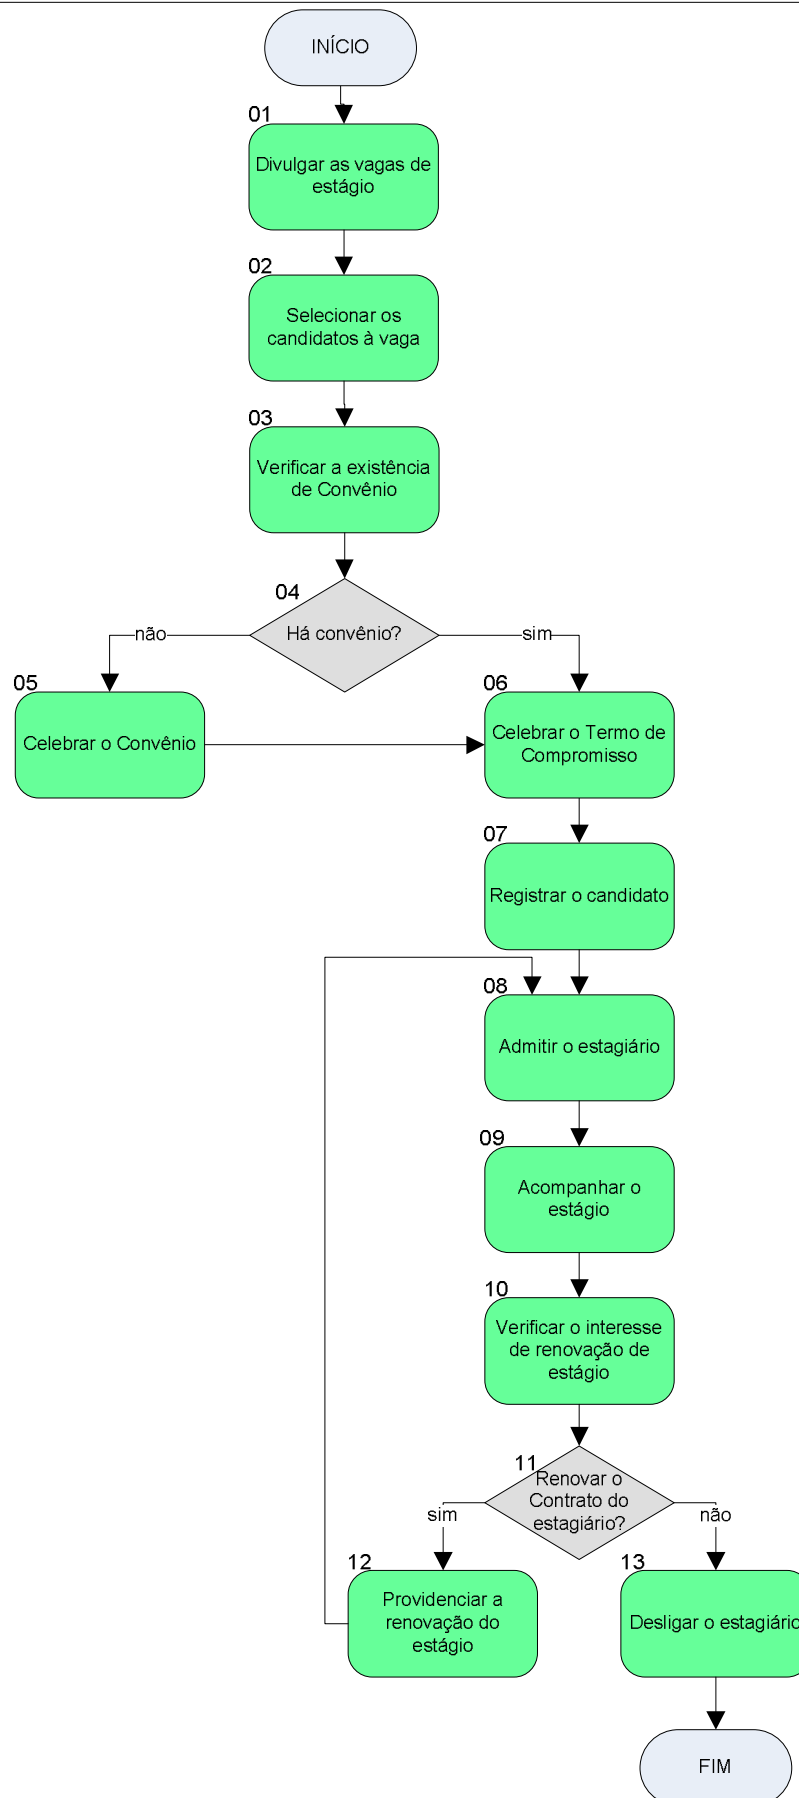 INÍCIO
01
Divulgar as vagas de
estágio
02
Selecionar os
candidatos à vaga
03
Verificar a existência
de Convênio
04
Há convênio?
não
sim
05
Celebrar o Convênio
06
Celebrar o Termo de
Compromisso
07
Registrar o candidato
08
Admitir o estagiário
09
Acompanhar o
estágio
10
Verificar o interesse
de renovação de
estágio
11
Renovar o
Contrato do
estagiário?
sim
não
12
Providenciar a
renovação do
estágio
13
Desligar o estagiário
FIM